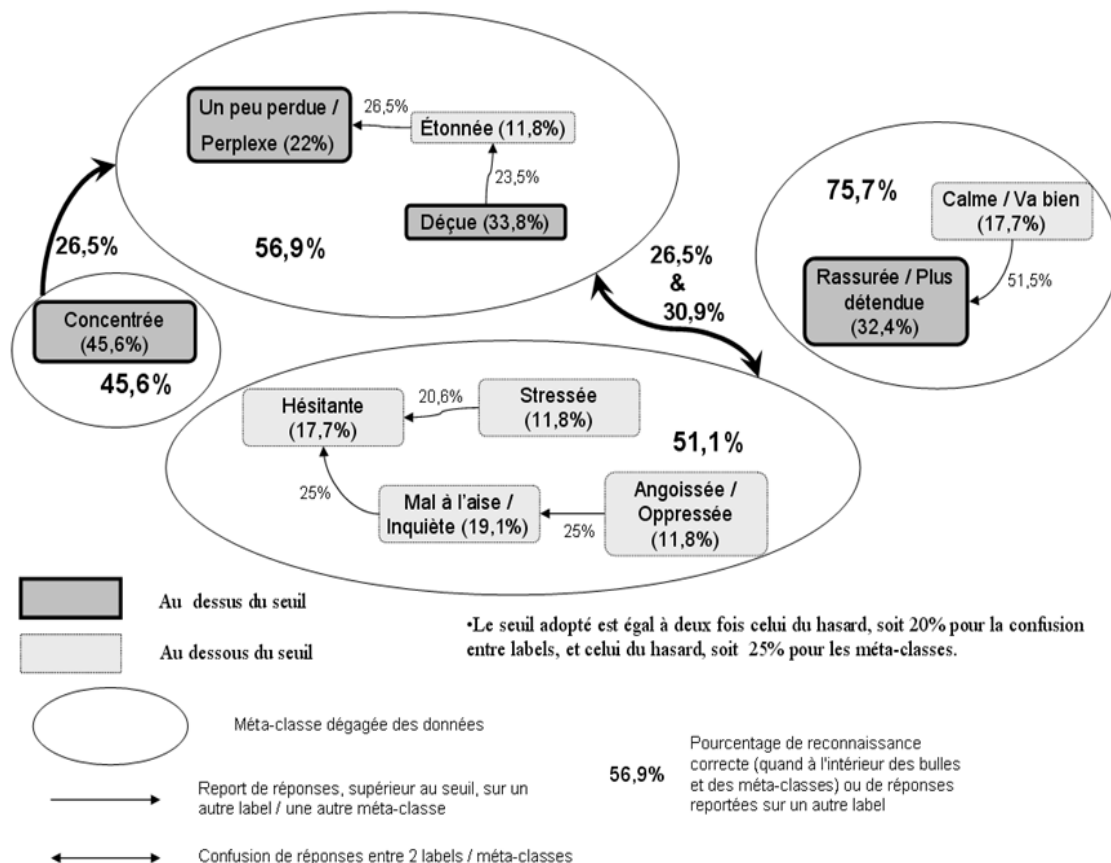 Un peu perdue /
Perplexe (22%)
26,5%
Étonnée (11,8%)
23,5%
Déçue (33,8%)
56,9%
75,7%
Calme / Va bien
(17,7%)
51,5%
Rassurée / Plus
détendue
(32,4%)
26,5%
26,5%
&
30,9%
Concentrée
(45,6%)
45,6%
Hésitante
(17,7%)
20,6%
Stressée
(11,8%)
51,1%
25%
Mal à l'aise /
Inquiète (19,1%)
25%
Angoissée /
Oppressée
(11,8%)
Au dessus du seuil
Au dessous du seuil
•Le seuil adopté est égal à deux fois celui du hasard, soit 20% pour la confusion
entre labels, et celui du hasard, soit 25% pour les méta-classes.
Méta-classe dégagée des données
Report de réponses, supérieur au seuil, sur un
autre label / une autre méta-classe
Confusion de réponses entre 2 labels / méta-classes
56,9%
Pourcentage de reconnaissance
correcte (quand à l'intérieur des bulles
et des méta-classes) ou de réponses
reportées sur un autre label